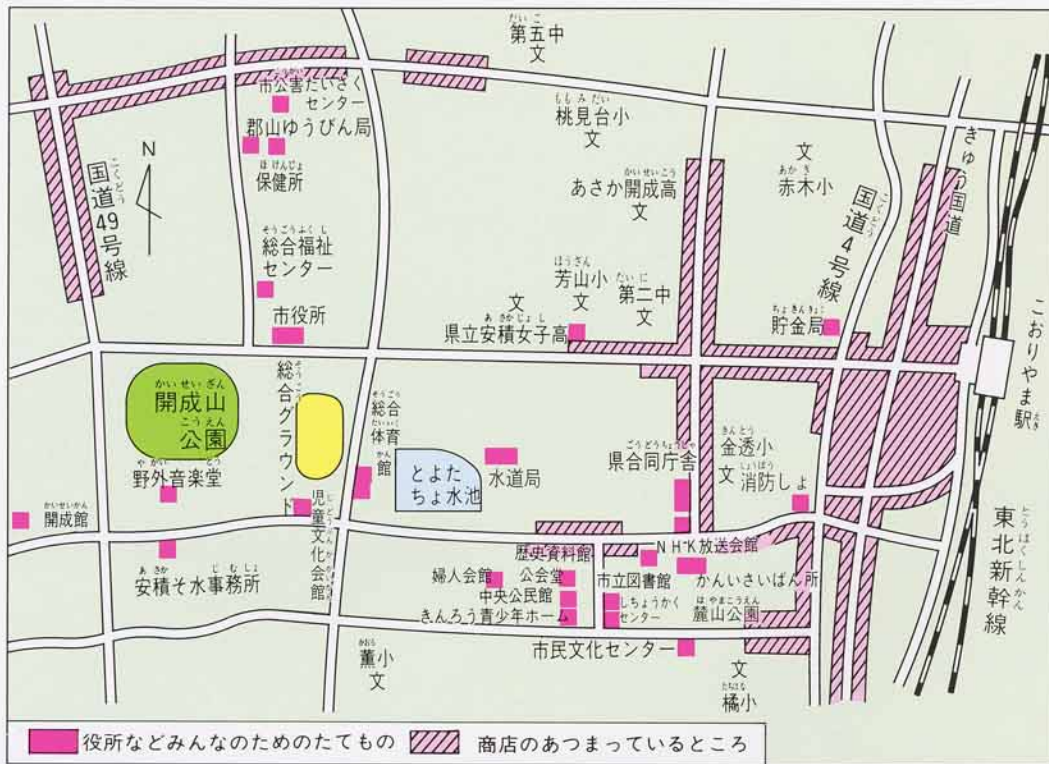 第五中
文
市公害たいさく
センター
郡山ゆうびん局
保健所
N
国道49号線
総合福祉
センター
市役所
桃見台小
文
あさか開成高
文
文
赤木小
国道4号線
きゅう国道
芳山小
文
第二中
文
文
県立安積女子高
貯金局
こおりやま駅
開成山
公園
野外音楽堂
総合グラウンド
総合
体育
館
とよた
ちょ水池
水道局
県合同庁舎
金透小
文
消防しょ
開成館
安積そ水事務所
児童文化会館
歴史資料館
NHK放送会館
婦人会館
公会堂
中央公民館
きんろう青少年ホーム
市立図書館
しちょうかく
センター
かんいさいばん所
麓山公園
市民文化センター
薫小
文
文
橘小
東北新幹線
役所などみんなのためのたてもの
商店のあつまっているところ